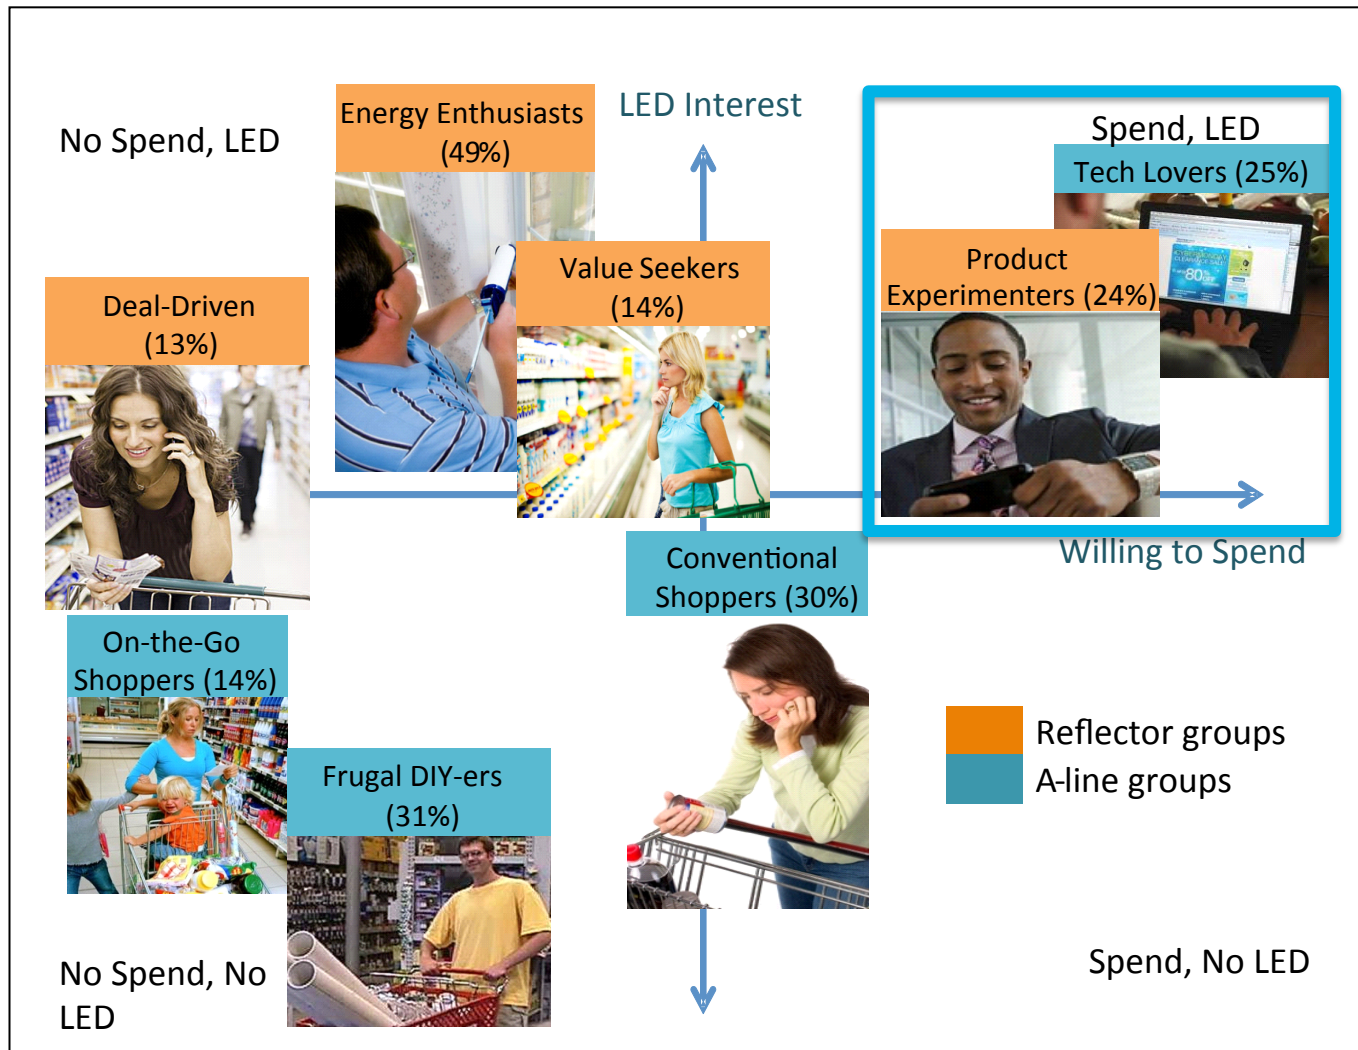 LED Interest
No Spend, LED
Energy Enthusiasts
(49%)
Spend, LED
Tech Lovers (25%)
Value Seekers
(14%)
Product
Experimenters (24%)
Deal-Driven
(13%)
80%
OFF
Willing to Spend
Conventional
Shoppers (30%)
On-the-Go
Shoppers (14%)
Frugal DIY-ers
(31%)
Reflector groups
A-line groups
No Spend, No
LED
Spend, No LED